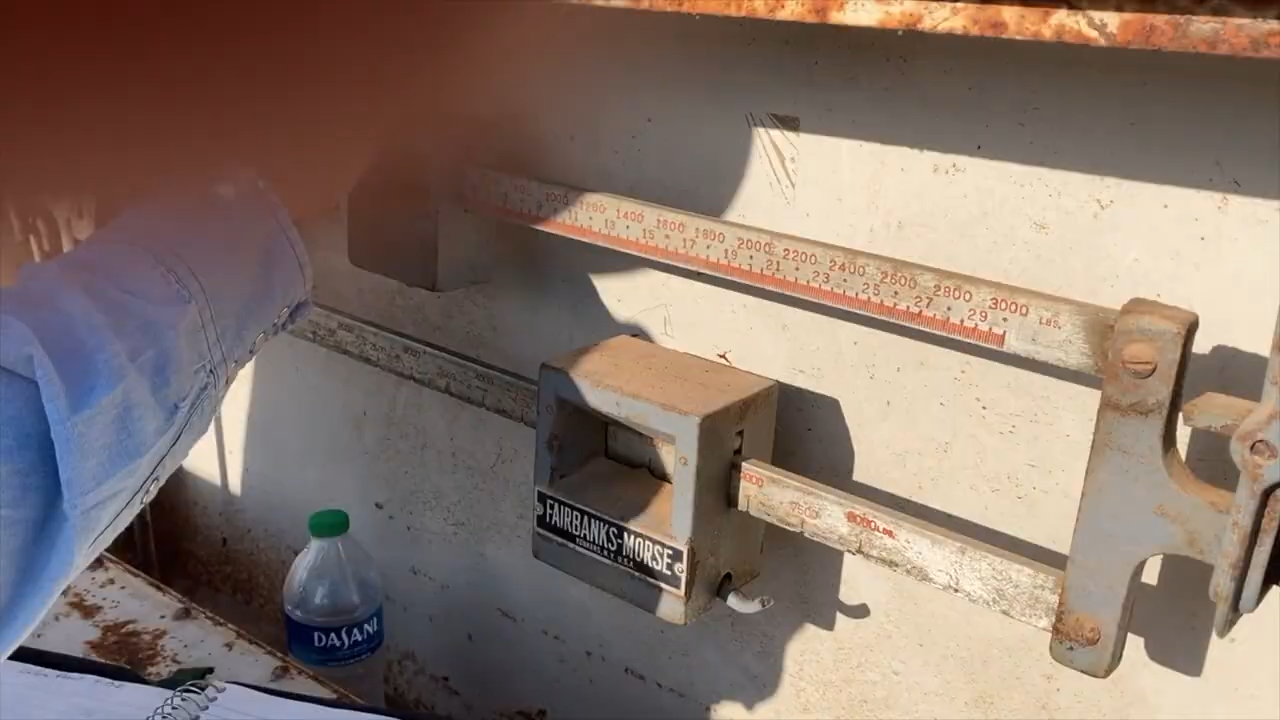 1000 1200 1400 1600 1800 2000 2200 2400 2600 2800 3000 LBS.
11 13 15 17 19 21 23 25 27 29
7500 8000 LBS.
FAIRBANKS-MORSE
YONKERS, N.Y. U.S.A.
DASANI